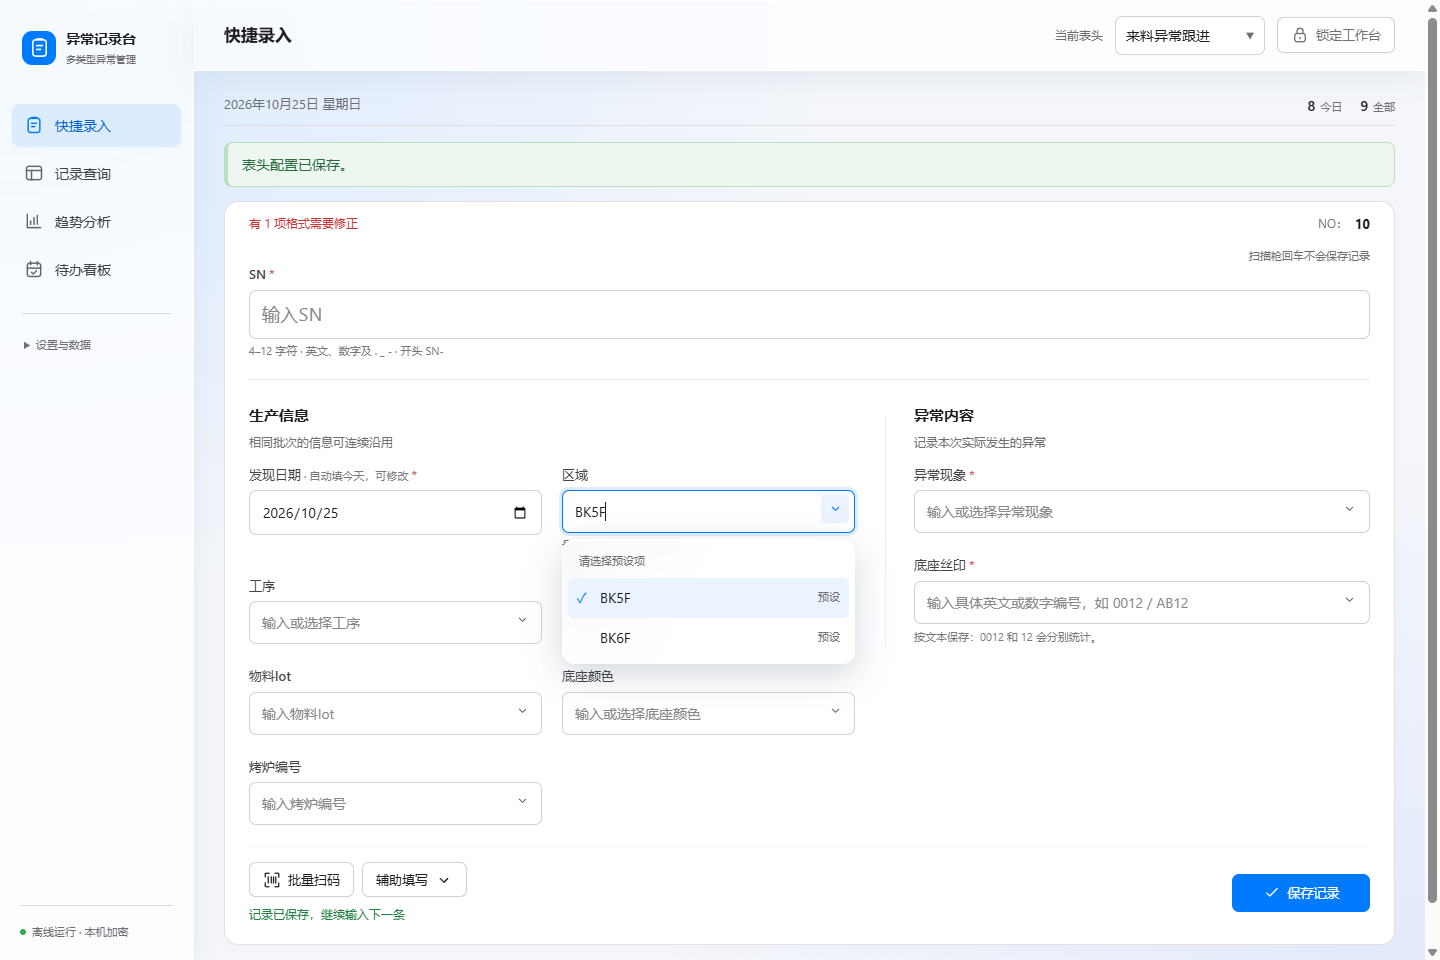 异常记录台
多类型异常管理
快捷录入
记录查询
趋势分析
待办看板
设置与数据
离线运行 · 本机加密
快捷录入
当前表头
来料异常跟进
锁定工作台
2026年10月25日 星期日
8 今日 9 全部
表头配置已保存。
有 1 项格式需要修正
NO: 10
扫描枪回车不会保存记录
SN *
输入SN
4–12 字符 · 英文、数字及 . _ - · 开头 SN-
生产信息
相同批次的信息可连续沿用
发现日期 · 自动填今天，可修改 *
2026/10/25
区域
BK5F
请选择预设项
BK5F 预设
BK6F 预设
工序
输入或选择工序
物料lot
输入物料lot
底座颜色
输入或选择底座颜色
烤炉编号
输入烤炉编号
异常内容
记录本次实际发生的异常
异常现象 *
输入或选择异常现象
底座丝印 *
输入具体英文或数字编号，如 0012 / AB12
按文本保存：0012 和 12 会分别统计。
批量扫码
辅助填写
记录已保存，继续输入下一条
保存记录